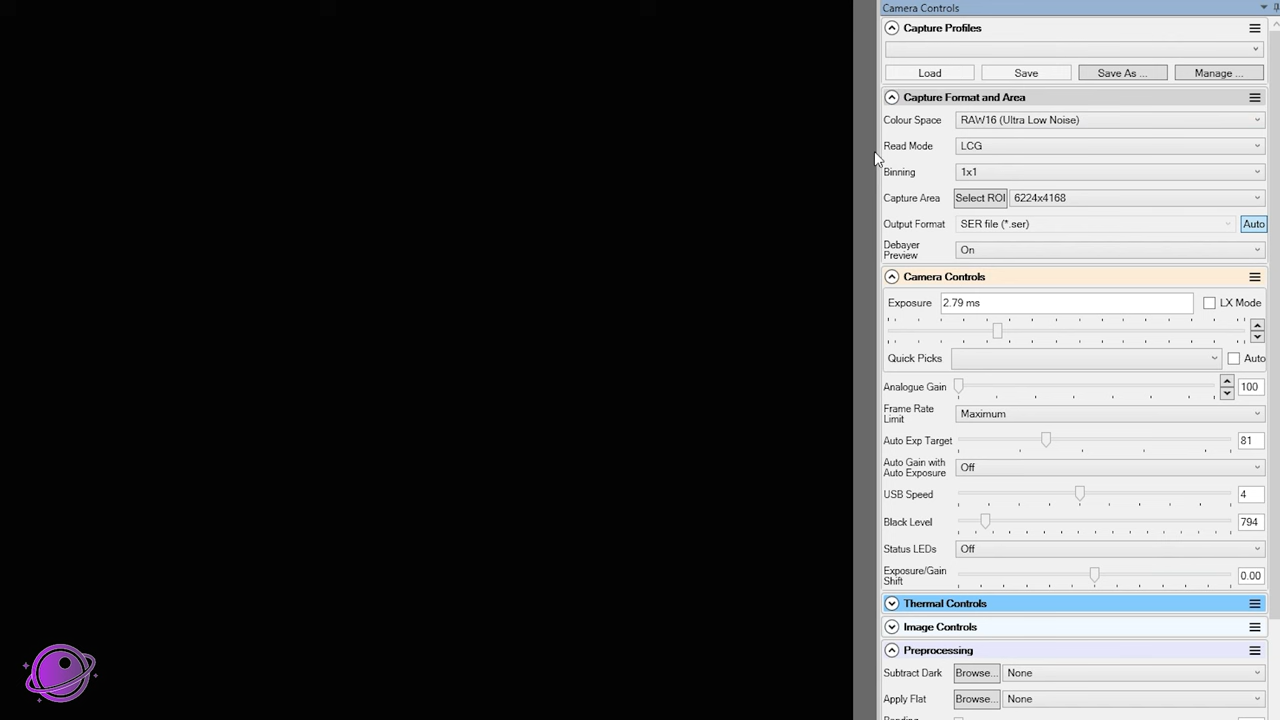 Camera Controls
Capture Profiles
Load Save Save As ... Manage ...
Capture Format and Area
Colour Space RAW16 (Ultra Low Noise)
Read Mode LCG
Binning 1x1
Capture Area Select ROI 6224x4168
Output Format SER file (*.ser) Auto
Debayer
Preview On
Camera Controls
Exposure 2.79 ms LX Mode
Quick Picks Auto
Analogue Gain 100
Frame Rate
Limit Maximum
Auto Exp Target 81
Auto Gain with
Auto Exposure Off
USB Speed 4
Black Level 794
Status LEDs Off
Exposure/Gain
Shift 0.00
Thermal Controls
Image Controls
Preprocessing
Subtract Dark Browse... None
Apply Flat Browse... None